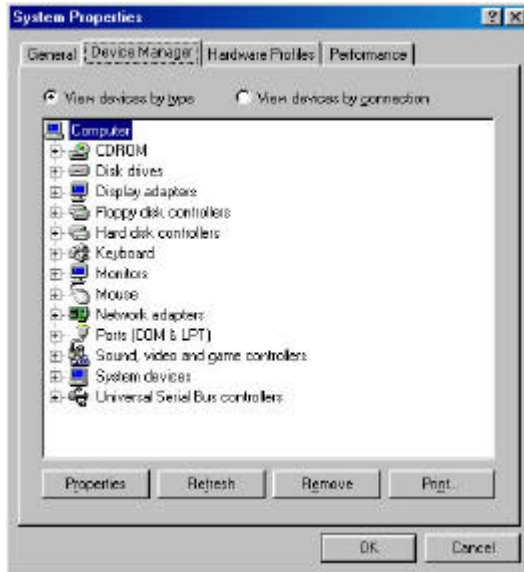 System Properties
General Device Manager Hardware Profiles Performance
View devices by type View devices by connection
Computer
CDROM
Disk drives
Display adapters
Floppy disk controllers
Hard disk controllers
Keyboard
Monitors
Mouse
Network adapters
Ports (COM & LPT)
Sound, video and game controllers
System devices
Universal Serial Bus controllers
Properties Refresh Remove Print...
OK Cancel